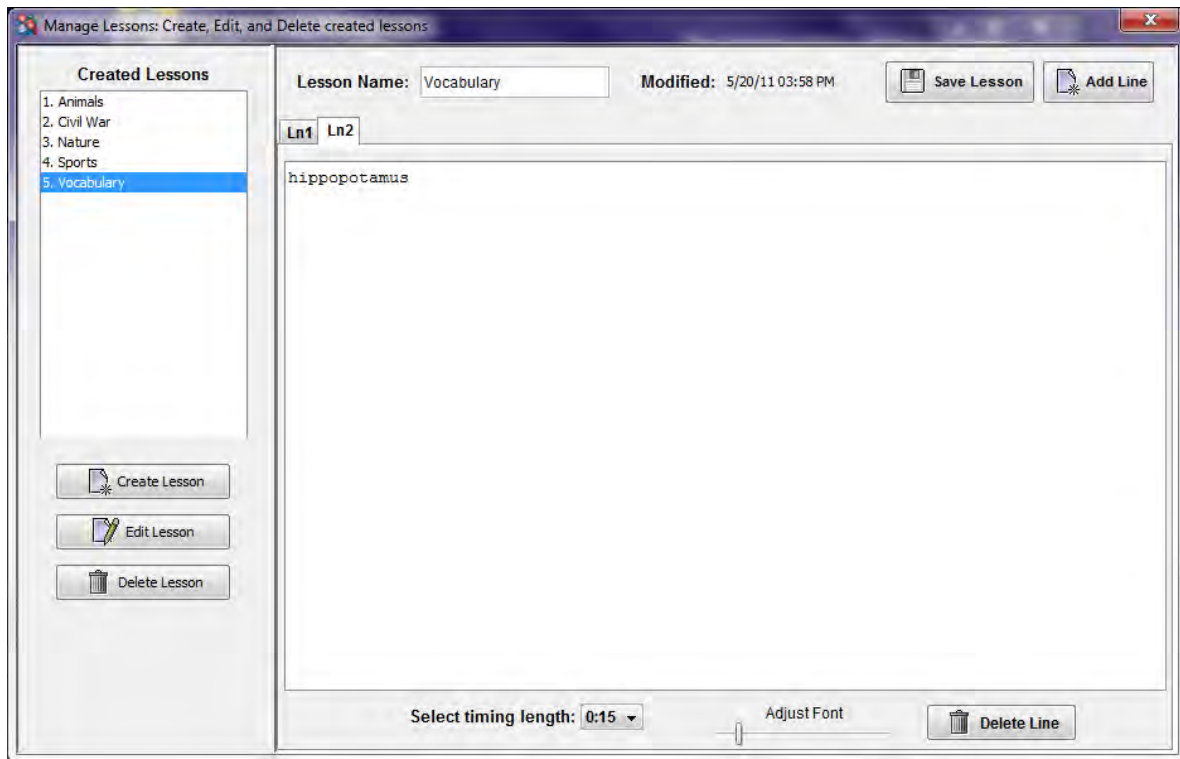 Manage Lessons: Create, Edit, and Delete created lessons
Created Lessons
1. Animals
2. Civil War
3. Nature
4. Sports
5. Vocabulary
Create Lesson
Edit Lesson
Delete Lesson
Lesson Name: Vocabulary Modified: 5/20/11 03:58 PM Save Lesson Add Line
Ln1 Ln2
hippopotamus
Select timing length: 0:15 Adjust Font Delete Line